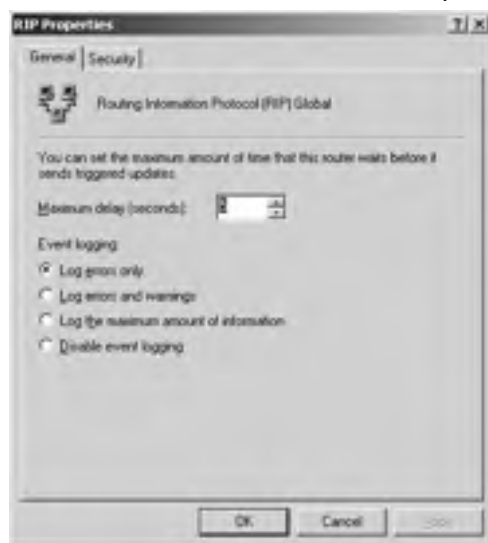 RIP Properties
General
Security
Routing Information Protocol (RIP) Global
You can set the maximum amount of time that this router waits before it
sends triggered updates.
Maximum delay (seconds):
Event logging:
Log errors only
Log errors and warnings
Log the maximum amount of information
Disable event logging
OK
Cancel